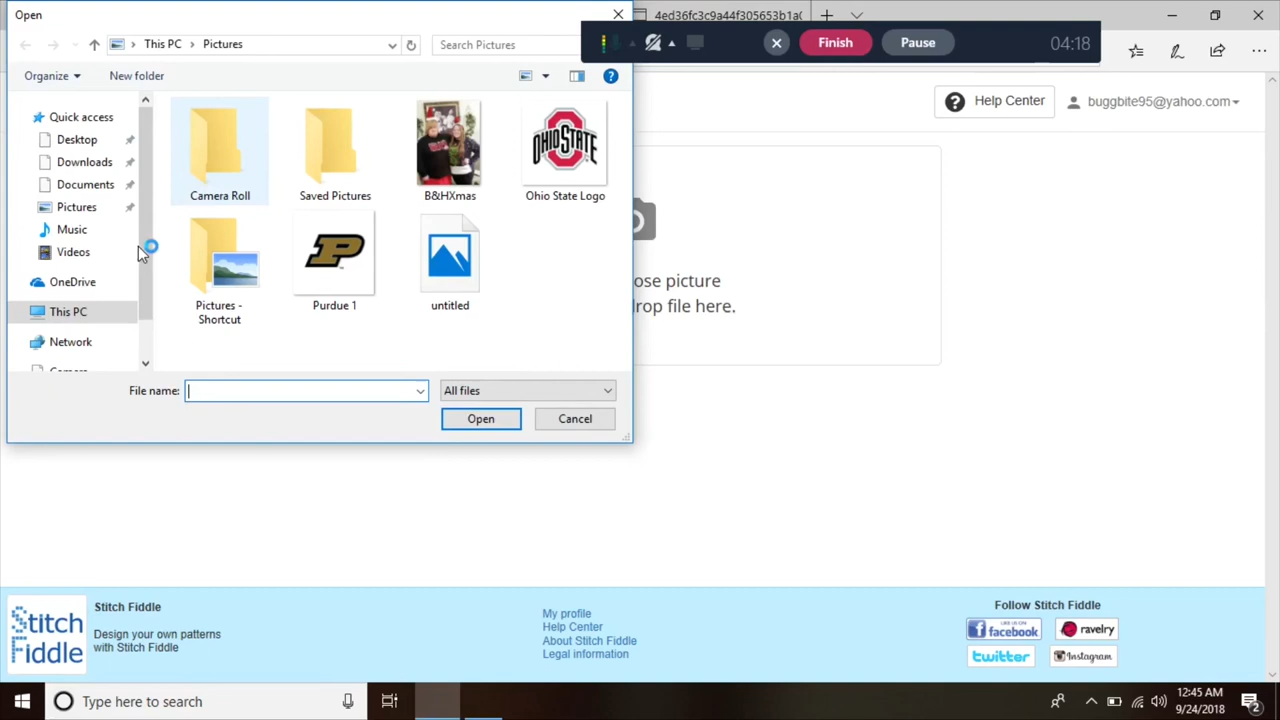 Open
4ed36fc3c9a44f305653b1a(
This PC
Pictures
Search Pictures
Finish
Pause
04:18
Organize
New folder
Help Center
buggbite95@yahoo.com
Quick access
Desktop
Downloads
Documents
Pictures
Music
Videos
OneDrive
This PC
Network
Camera Roll
Saved Pictures
B&HXmas
OHIO STATE
Ohio State Logo
Pictures -
Shortcut
P
Purdue 1
untitled
ose picture
rop file here.
File name:
All files
Open
Cancel
Stitch
Fiddle
Stitch Fiddle
Design your own patterns
with Stitch Fiddle
My profile
Help Center
About Stitch Fiddle
Legal information
Follow Stitch Fiddle
LIKE US ON
facebook
ravelry
twitter
Instagram
Type here to search
12:45 AM
9/24/2018
2